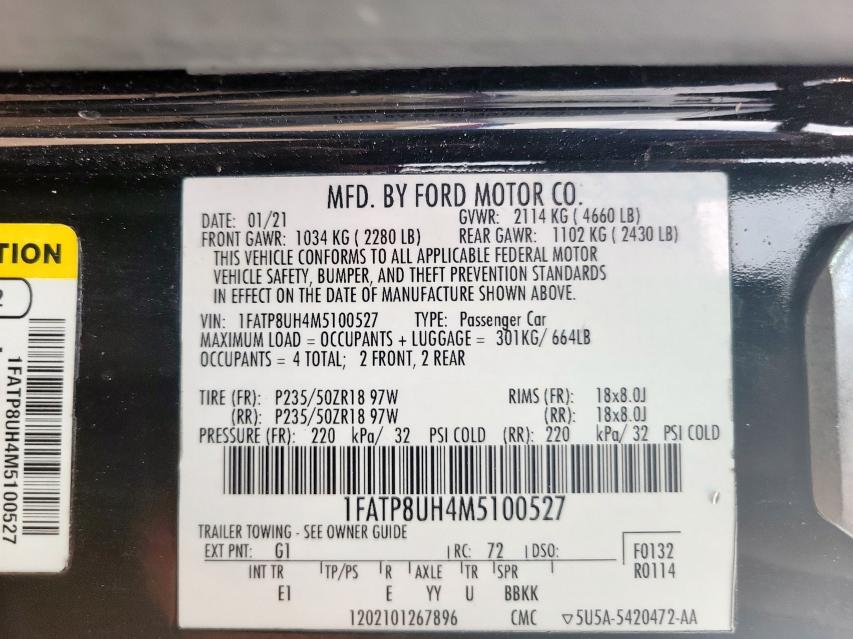 MFD. BY FORD MOTOR CO.
DATE: 01/21 GVWR: 2114 KG ( 4660 LB)
FRONT GAWR: 1034 KG ( 2280 LB) REAR GAWR: 1102 KG ( 2430 LB)
THIS VEHICLE CONFORMS TO ALL APPLICABLE FEDERAL MOTOR
VEHICLE SAFETY, BUMPER, AND THEFT PREVENTION STANDARDS
IN EFFECT ON THE DATE OF MANUFACTURE SHOWN ABOVE.
VIN: 1FATP8UH4M5100527 TYPE: Passenger Car
MAXIMUM LOAD = OCCUPANTS + LUGGAGE = 301KG/ 664LB
OCCUPANTS = 4 TOTAL; 2 FRONT, 2 REAR
TIRE (FR): P235/50ZR18 97W RIMS (FR): 18x8.0J
(RR): P235/50ZR18 97W (RR): 18x8.0J
PRESSURE (FR): 220 kPa/ 32 PSI COLD (RR): 220 kPa/ 32 PSI COLD
1FATP8UH4M5100527
TRAILER TOWING - SEE OWNER GUIDE
EXT PNT: G1 RC: 72 DSO: F0132
INT TR TP/PS R AXLE TR SPR R0114
E1 E YY U BBKK
1202101267896 CMC ▽5U5A-5420472-AA
TION
2
1FATP8UH4M5100527